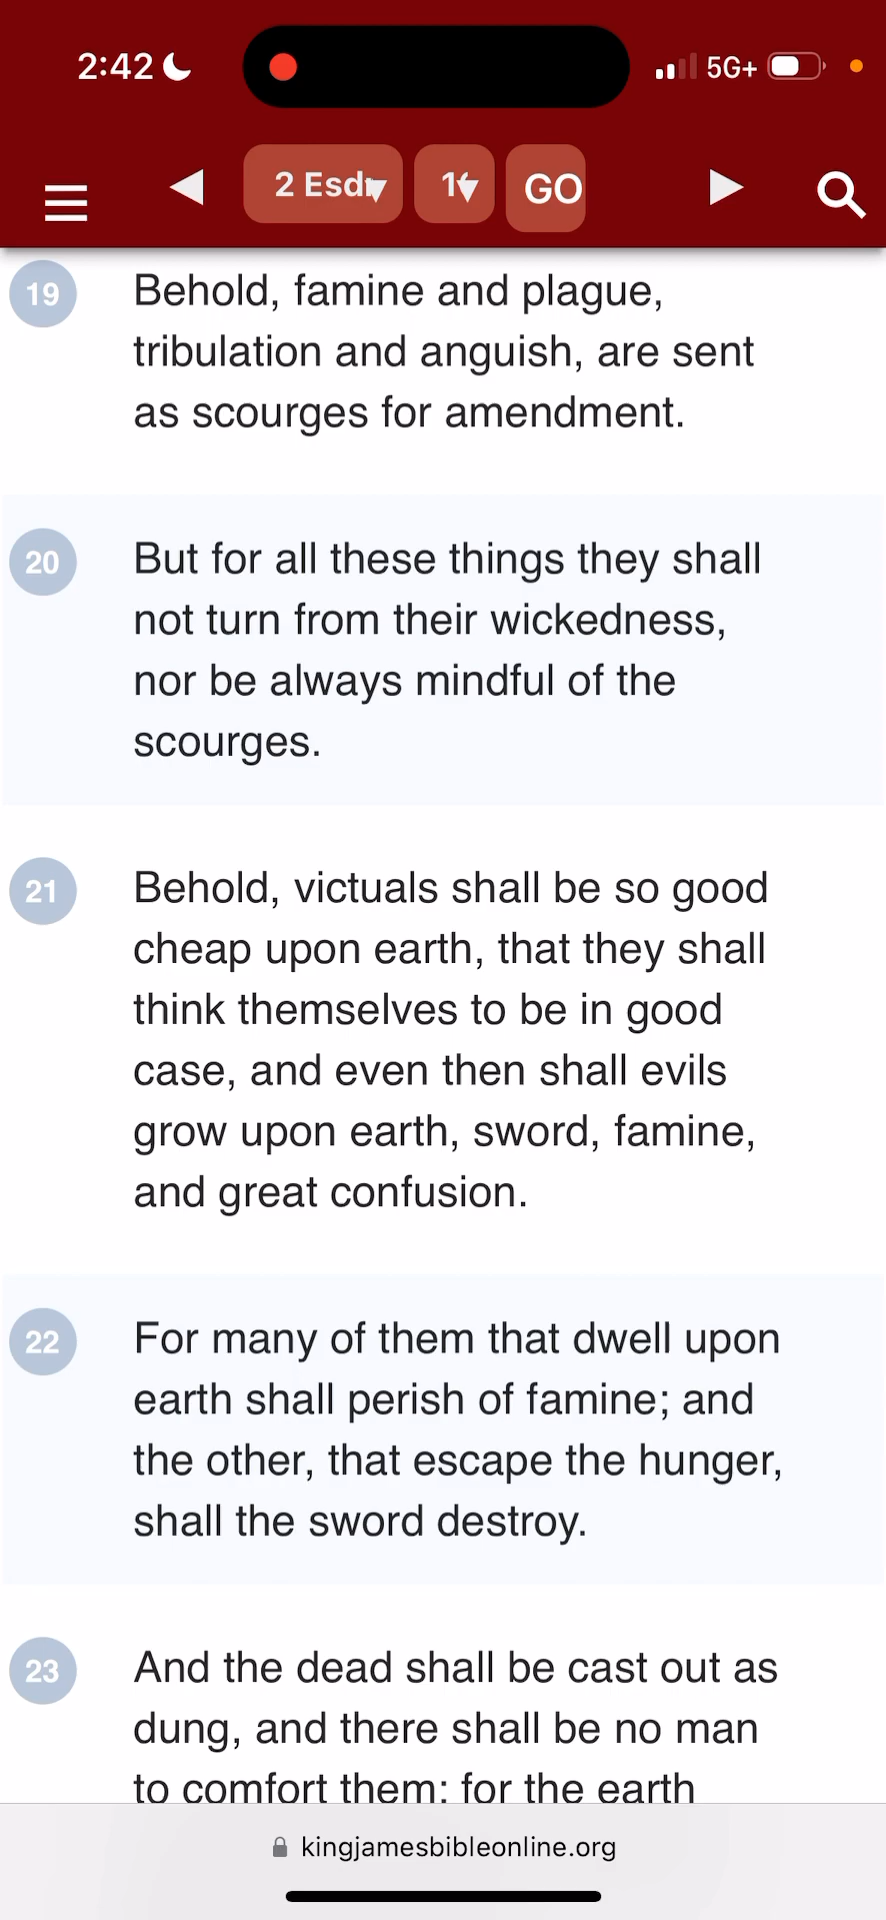 2:42
5G+
2 Esdr
GO
19 Behold, famine and plague,
tribulation and anguish, are sent
as scourges for amendment.
20 But for all these things they shall
not turn from their wickedness,
nor be always mindful of the
scourges.
21 Behold, victuals shall be so good
cheap upon earth, that they shall
think themselves to be in good
case, and even then shall evils
grow upon earth, sword, famine,
and great confusion.
22 For many of them that dwell upon
earth shall perish of famine; and
the other, that escape the hunger,
shall the sword destroy.
23 And the dead shall be cast out as
dung, and there shall be no man
to comfort them: for the earth
kingjamesbibleonline.org